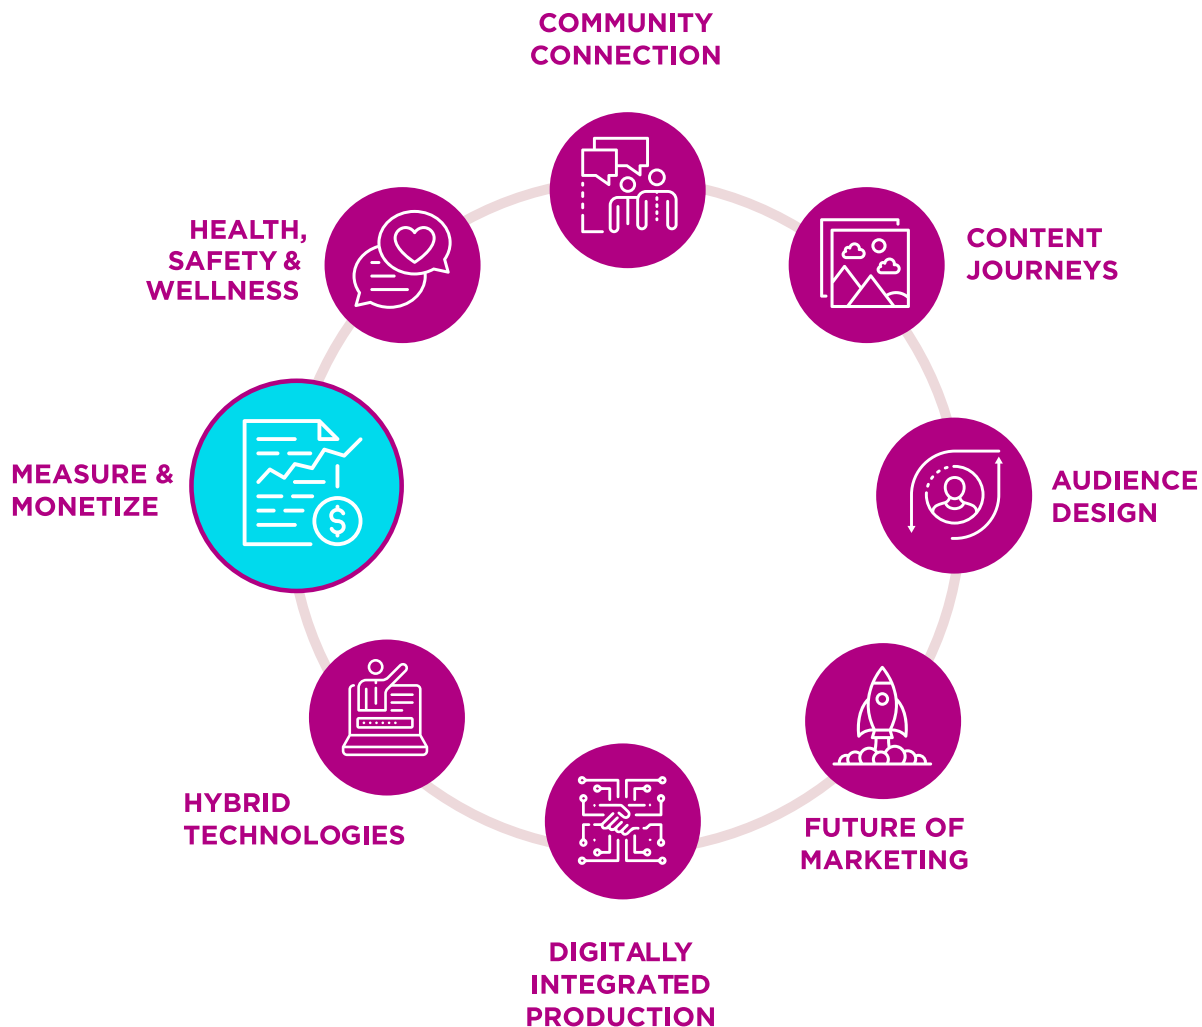 COMMUNITY
CONNECTION
HEALTH,
SAFETY &
WELLNESS
CONTENT
JOURNEYS
MEASURE &
MONETIZE
$
AUDIENCE
DESIGN
HYBRID
TECHNOLOGIES
FUTURE OF
MARKETING
DIGITALLY
INTEGRATED
PRODUCTION